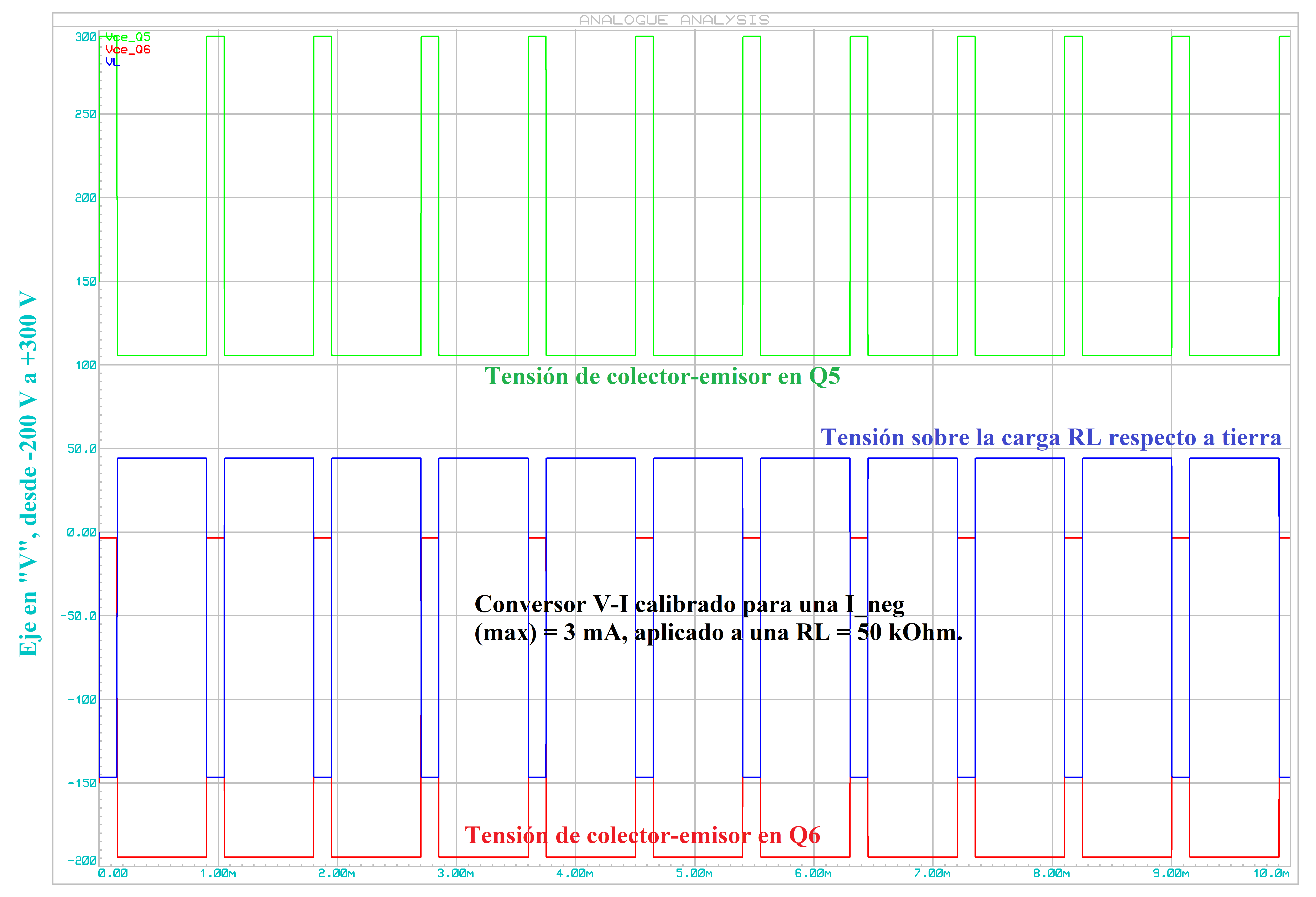 ANALOGUE ANALYSIS
300
Vce_Q5
Vce_Q6
VL
250
200
150
100
Tensión de colector-emisor en Q5
Tensión sobre la carga RL respecto a tierra
50.0
0.00
Eje en "V", desde -200 V a +300 V
-50.0
Conversor V-I calibrado para una I_neg
(max) = 3 mA, aplicado a una RL = 50 kOhm.
-100
-150
Tensión de colector-emisor en Q6
-200
0.00 1.00m 2.00m 3.00m 4.00m 5.00m 6.00m 7.00m 8.00m 9.00m 10.0m